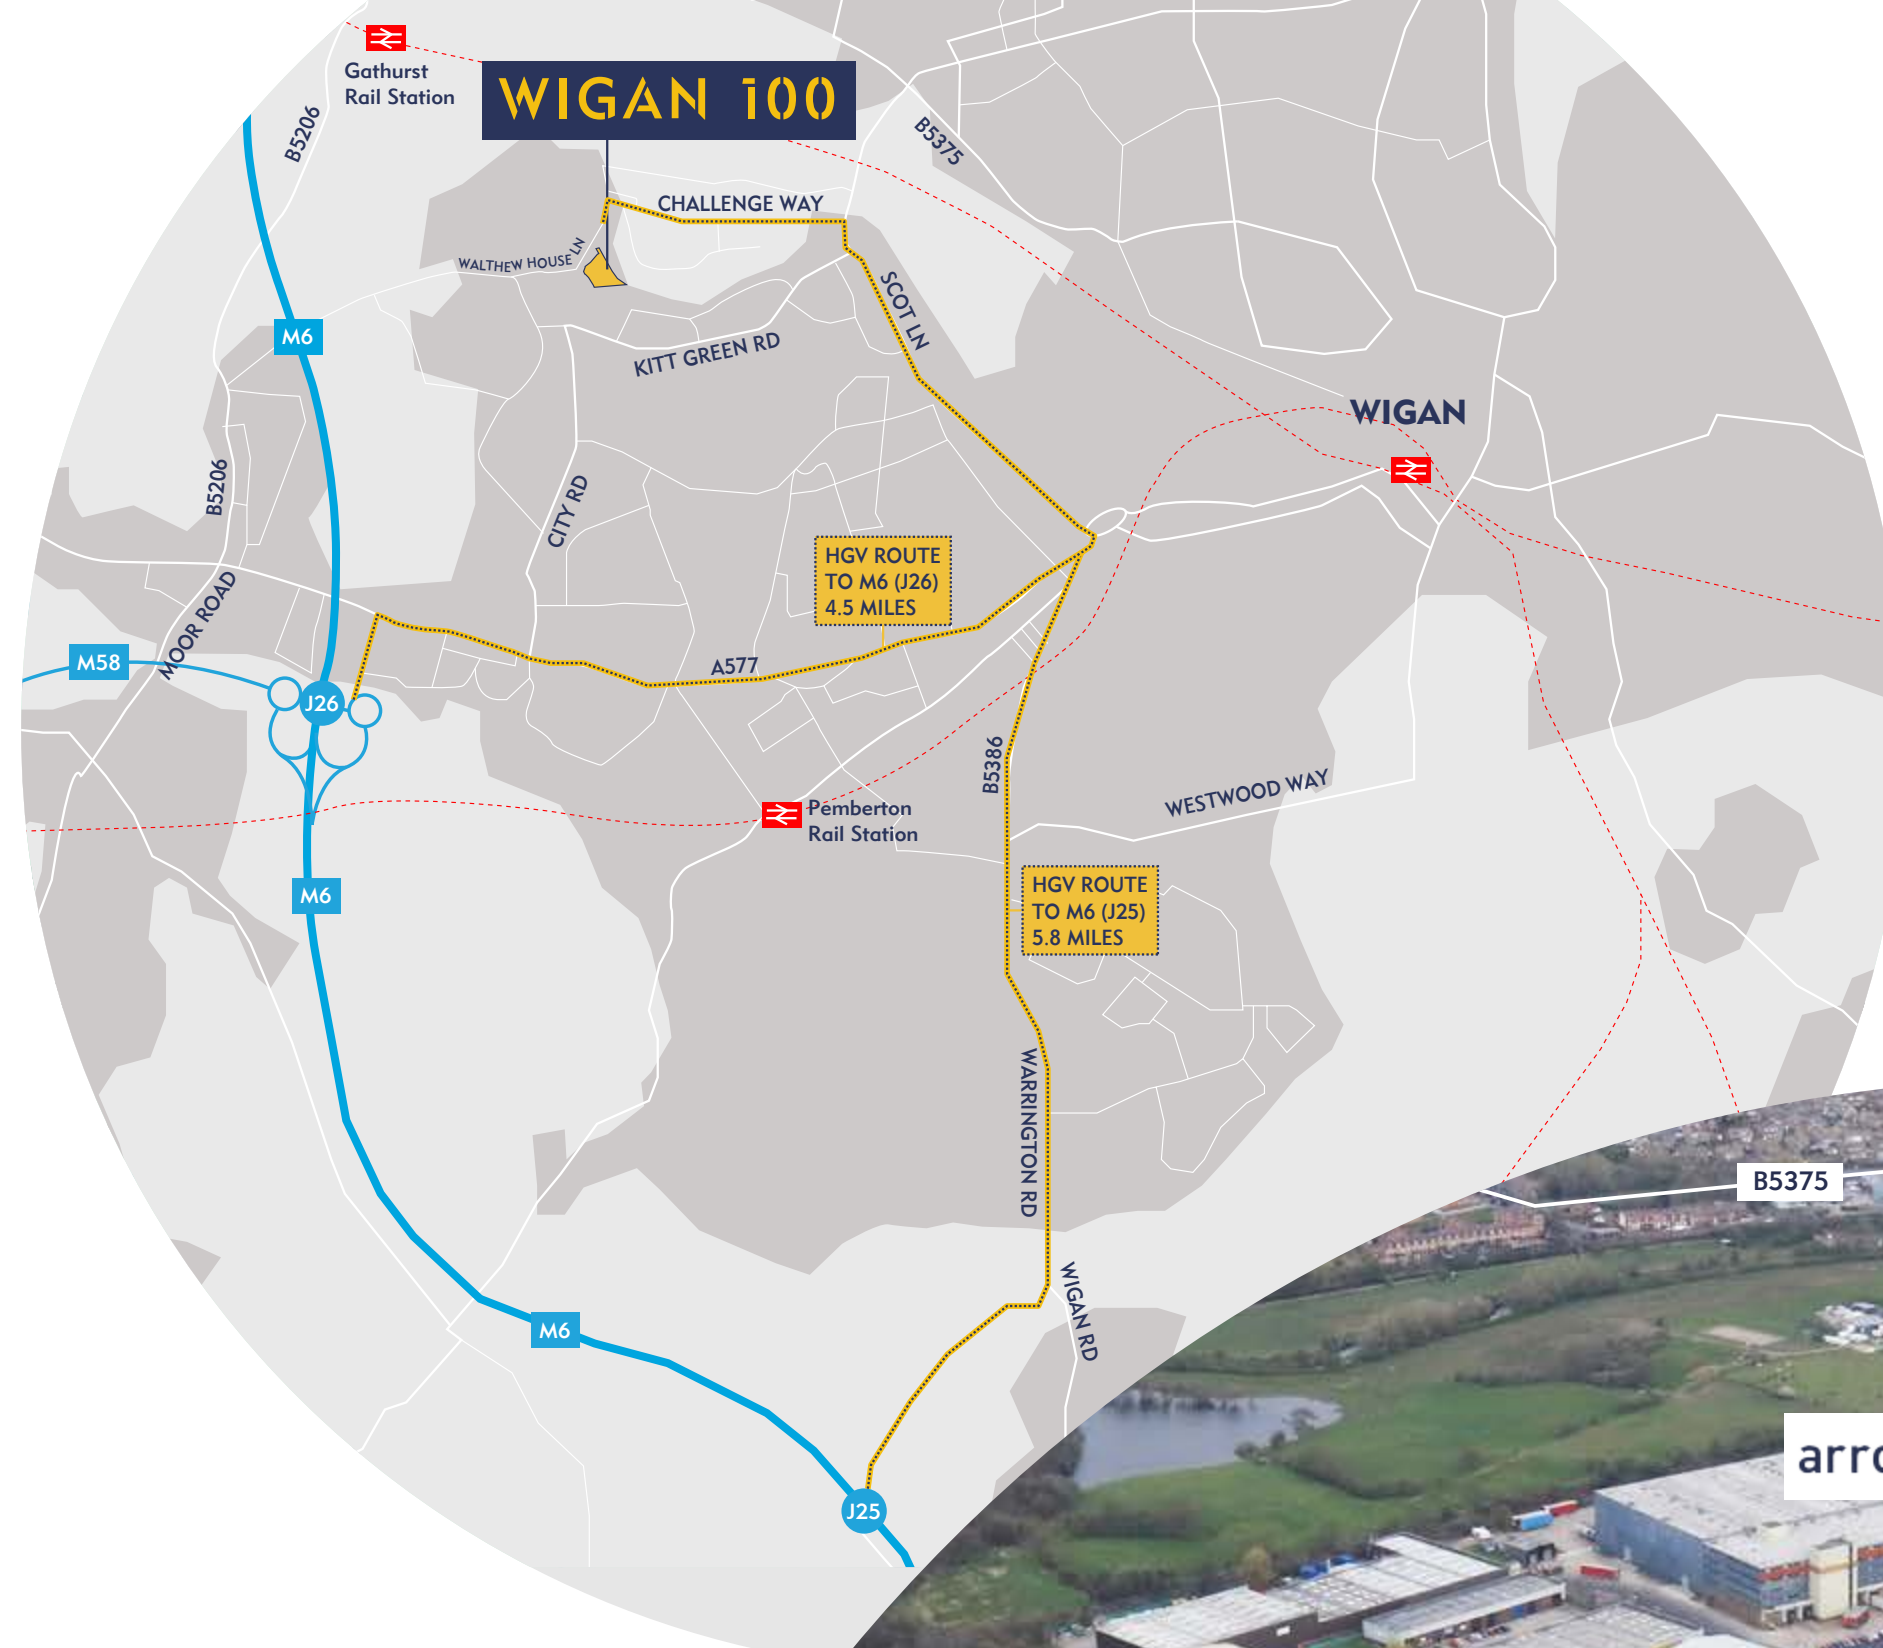 Gathurst
Rail Station
WIGAN 100
B5206
B5375
CHALLENGE WAY
WALTHEW HOUSE LN
SCOT LN
M6
KITT GREEN RD
WIGAN
B5206
CITY RD
HGV ROUTE
TO M6 (J26)
4.5 MILES
MOOR ROAD
M58
A577
J26
B5386
WESTWOOD WAY
Pemberton
Rail Station
M6
HGV ROUTE
TO M6 (J25)
5.8 MILES
WARRINGTON RD
B5375
WIGAN RD
M6
arro
J25